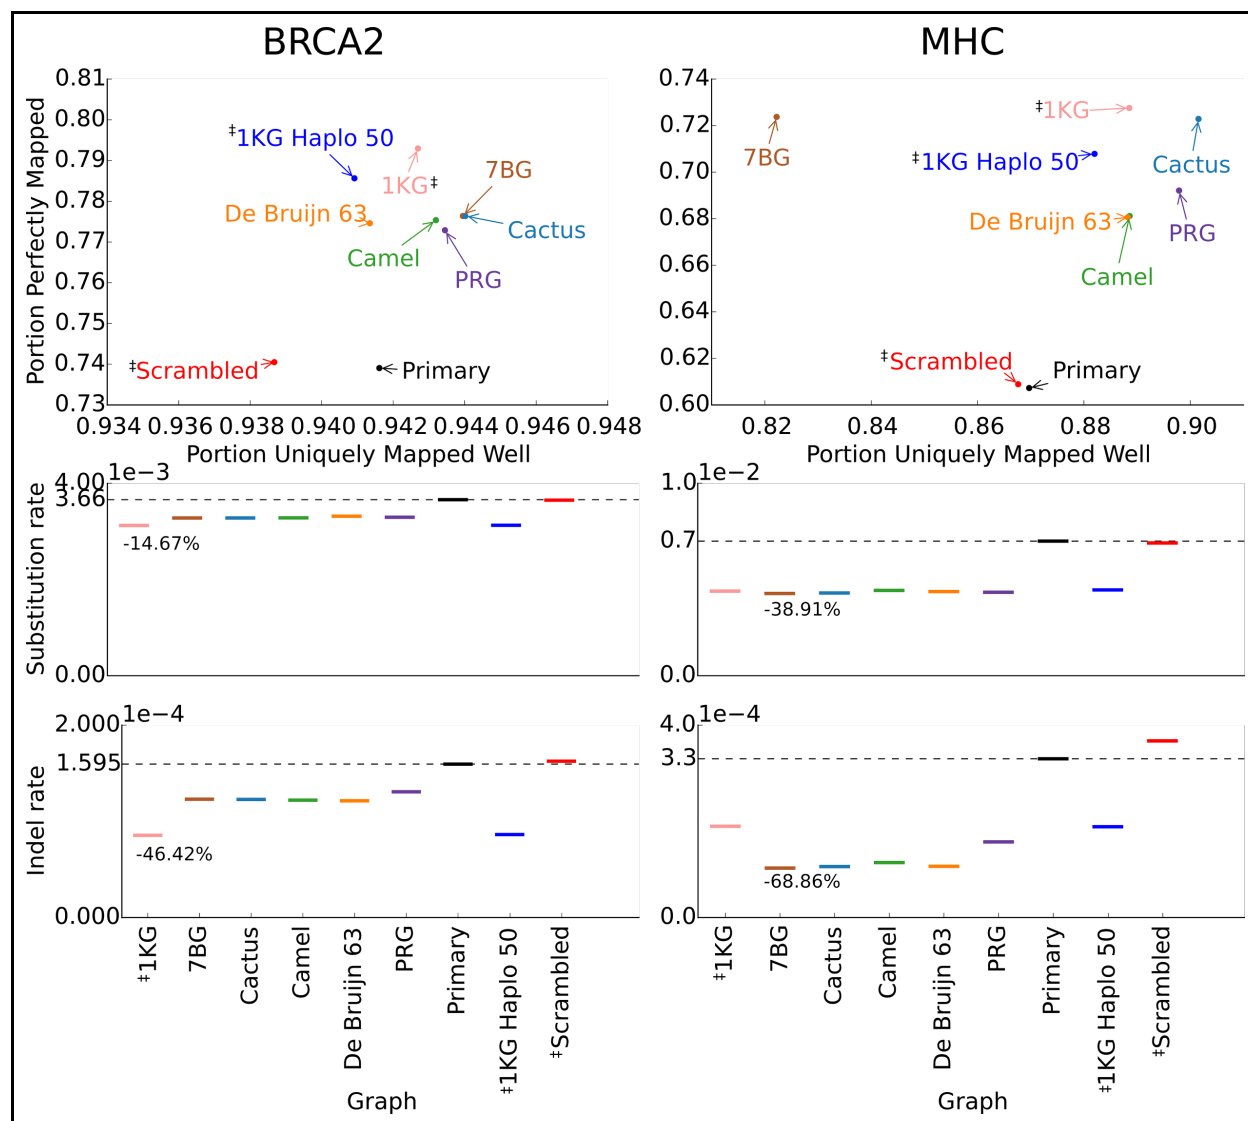 BRCA2
MHC
Portion Perfectly Mapped
0.81
0.80
0.79
0.78
0.77
0.76
0.75
0.74
0.73
‡1KG Haplo 50
1KG‡
7BG
De Bruijn 63
Cactus
Camel
PRG
‡Scrambled
Primary
0.934 0.936 0.938 0.940 0.942 0.944 0.946 0.948
Portion Uniquely Mapped Well
0.74
0.72
0.70
0.68
0.66
0.64
0.62
0.60
‡1KG
7BG
‡1KG Haplo 50
Cactus
De Bruijn 63
PRG
Camel
‡Scrambled
Primary
0.82 0.84 0.86 0.88 0.90
Portion Uniquely Mapped Well
Substitution rate
1e−3
4.00
3.66
0.00
-14.67%
1e−2
1.0
0.7
0.0
-38.91%
Indel rate
1e−4
2.000
1.595
0.000
-46.42%
1e−4
4.0
3.3
0.0
-68.86%
‡1KG
7BG
Cactus
Camel
De Bruijn 63
PRG
Primary
‡1KG Haplo 50
‡Scrambled
Graph
‡1KG
7BG
Cactus
Camel
De Bruijn 63
PRG
Primary
‡1KG Haplo 50
‡Scrambled
Graph